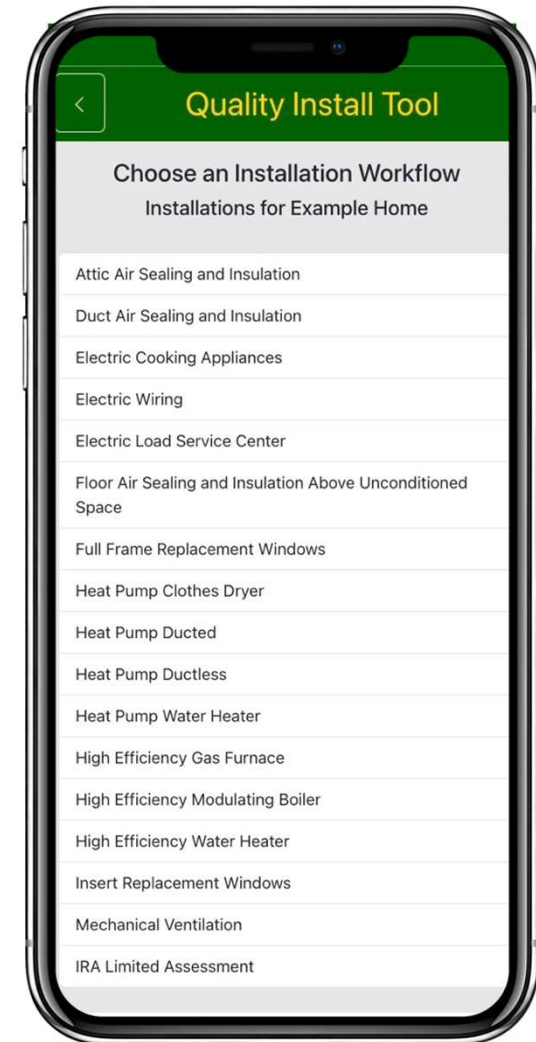 Quality Install Tool
Choose an Installation Workflow
Installations for Example Home
Attic Air Sealing and Insulation
Duct Air Sealing and Insulation
Electric Cooking Appliances
Electric Wiring
Electric Load Service Center
Floor Air Sealing and Insulation Above Unconditioned
Space
Full Frame Replacement Windows
Heat Pump Clothes Dryer
Heat Pump Ducted
Heat Pump Ductless
Heat Pump Water Heater
High Efficiency Gas Furnace
High Efficiency Modulating Boiler
High Efficiency Water Heater
Insert Replacement Windows
Mechanical Ventilation
IRA Limited Assessment